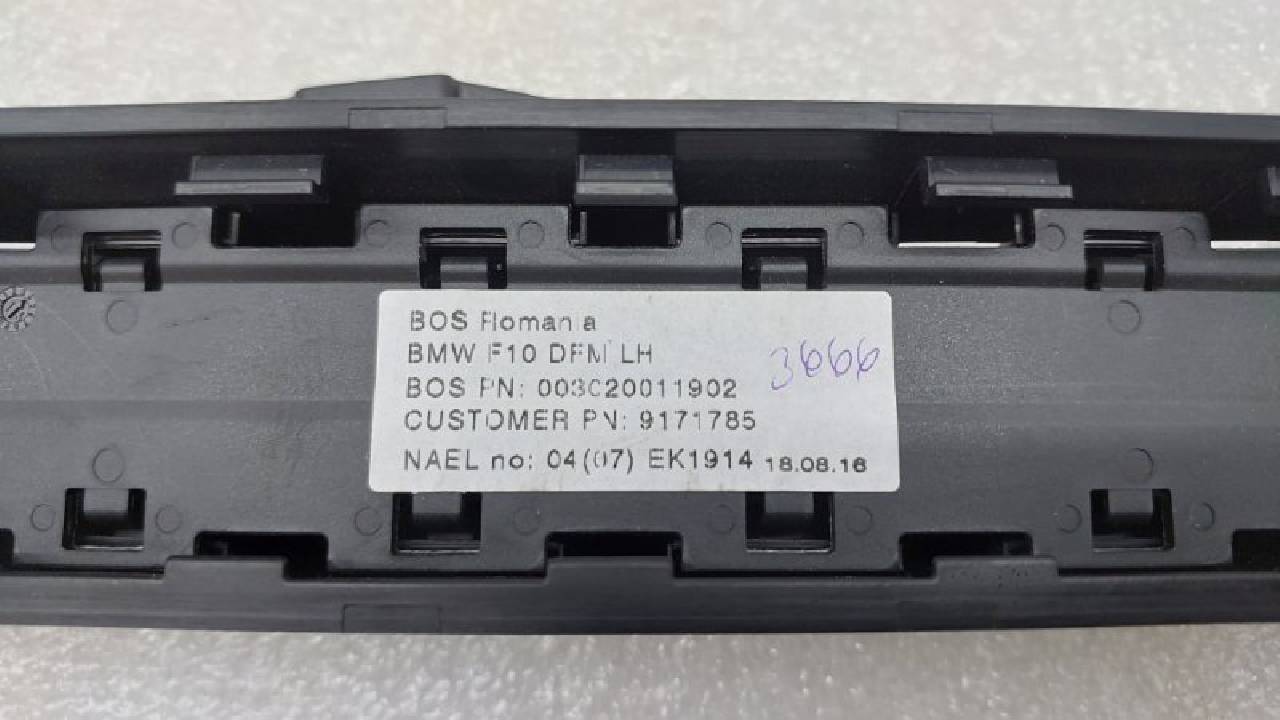 BOS Romania
BMW F10 DFM LH
3666
BOS PN: 003020011902
CUSTOMER PN: 9171785
NAEL no: 04(07) EK1914 18.08.16